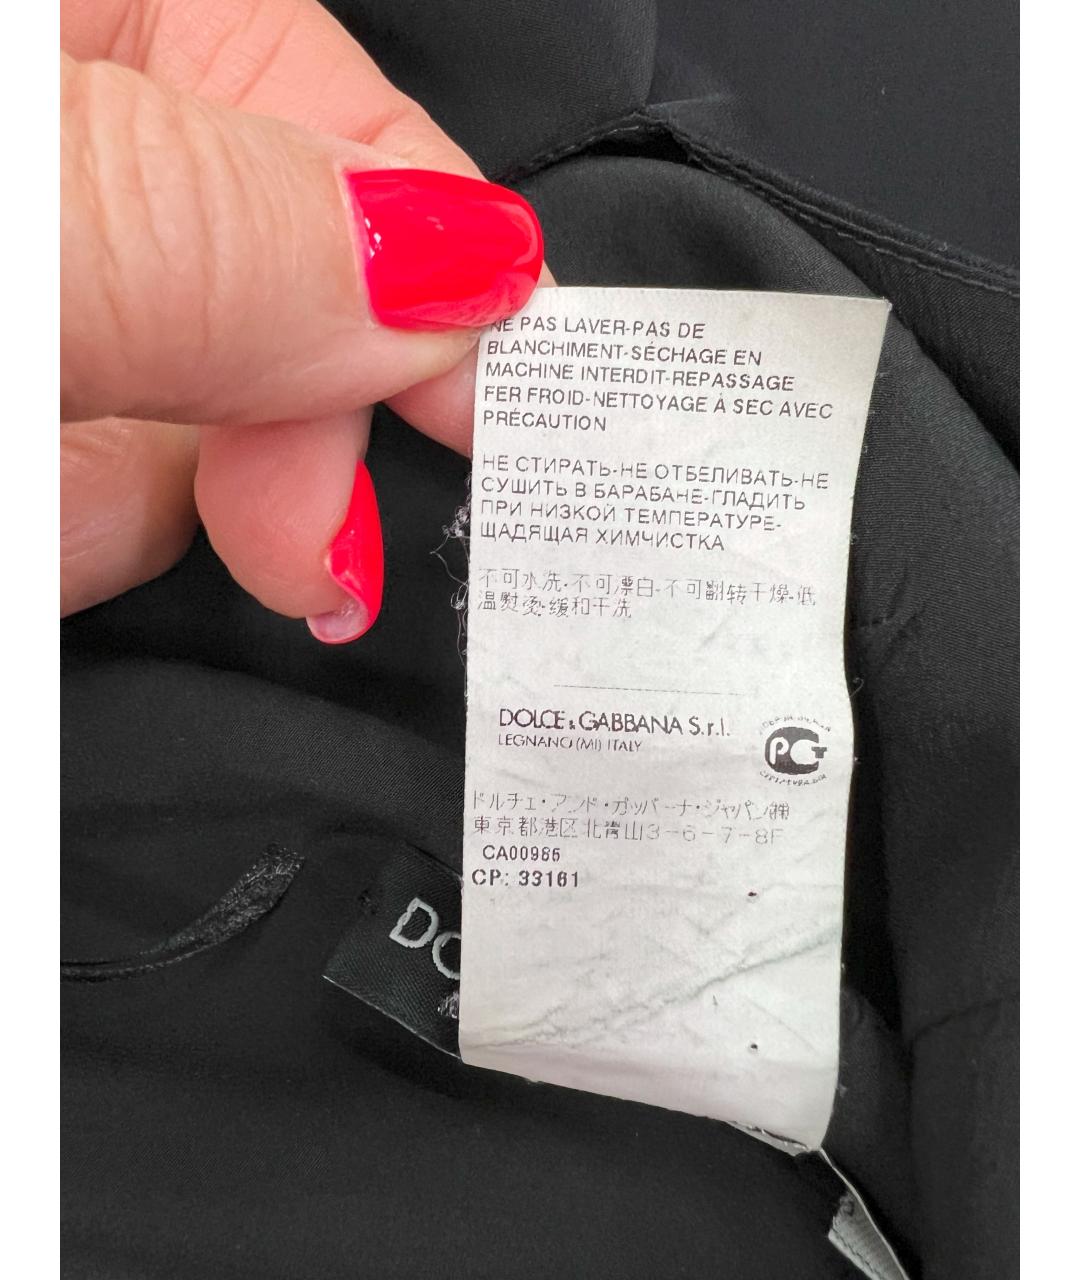 NE PAS LAVER-PAS DE
BLANCHIMENT-SÉCHAGE EN
MACHINE INTERDIT-REPASSAGE
FER FROID-NETTOYAGE À SEC AVEC
PRÉCAUTION
НЕ СТИРАТЬ-НЕ ОТБЕЛИВАТЬ-НЕ
СУШИТЬ В БАРАБАНЕ-ГЛАДИТЬ
ПРИ НИЗКОЙ ТЕМПЕРАТУРЕ-
ЩАДЯЩАЯ ХИМЧИСТКА
不可水洗-不可漂白-不可翻转干燥-低
温熨烫-缓和干洗
DOLCE & GABBANA S.r.l.
LEGNANO (MI) ITALY
РСТ
ドルチェ・アンド・ガッバーナ・ジャパン㈱
東京都港区北青山3-6-7-8F
CA00986
CP: 33161
DO